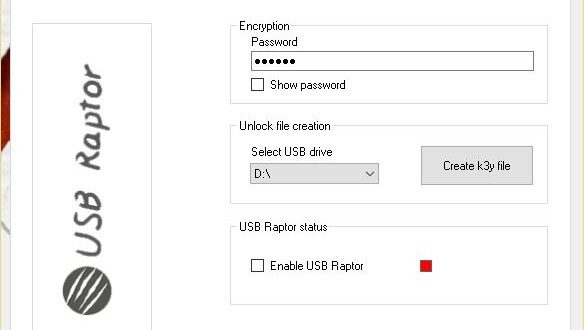 USB Raptor
Encryption
Password
••••••
Show password
Unlock file creation
Select USB drive
D:\
Create k3y file
USB Raptor status
Enable USB Raptor